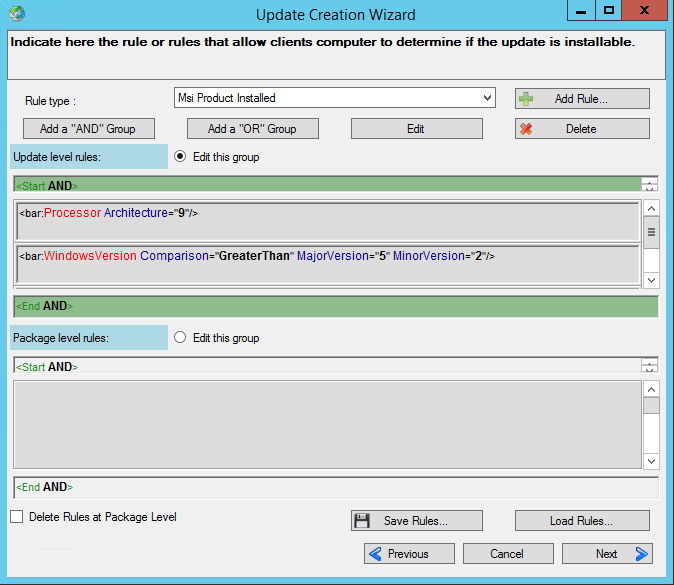 Update Creation Wizard
Indicate here the rule or rules that allow clients computer to determine if the update is installable.
Rule type :
Msi Product Installed
Add Rule...
Add a "AND" Group
Add a "OR" Group
Edit
Delete
Update level rules:
Edit this group
<Start AND>
<bar:Processor Architecture="9"/>
<bar:WindowsVersion Comparison="GreaterThan" MajorVersion="5" MinorVersion="2"/>
<End AND>
Package level rules:
Edit this group
<Start AND>
<End AND>
Delete Rules at Package Level
Save Rules...
Load Rules...
Previous
Cancel
Next